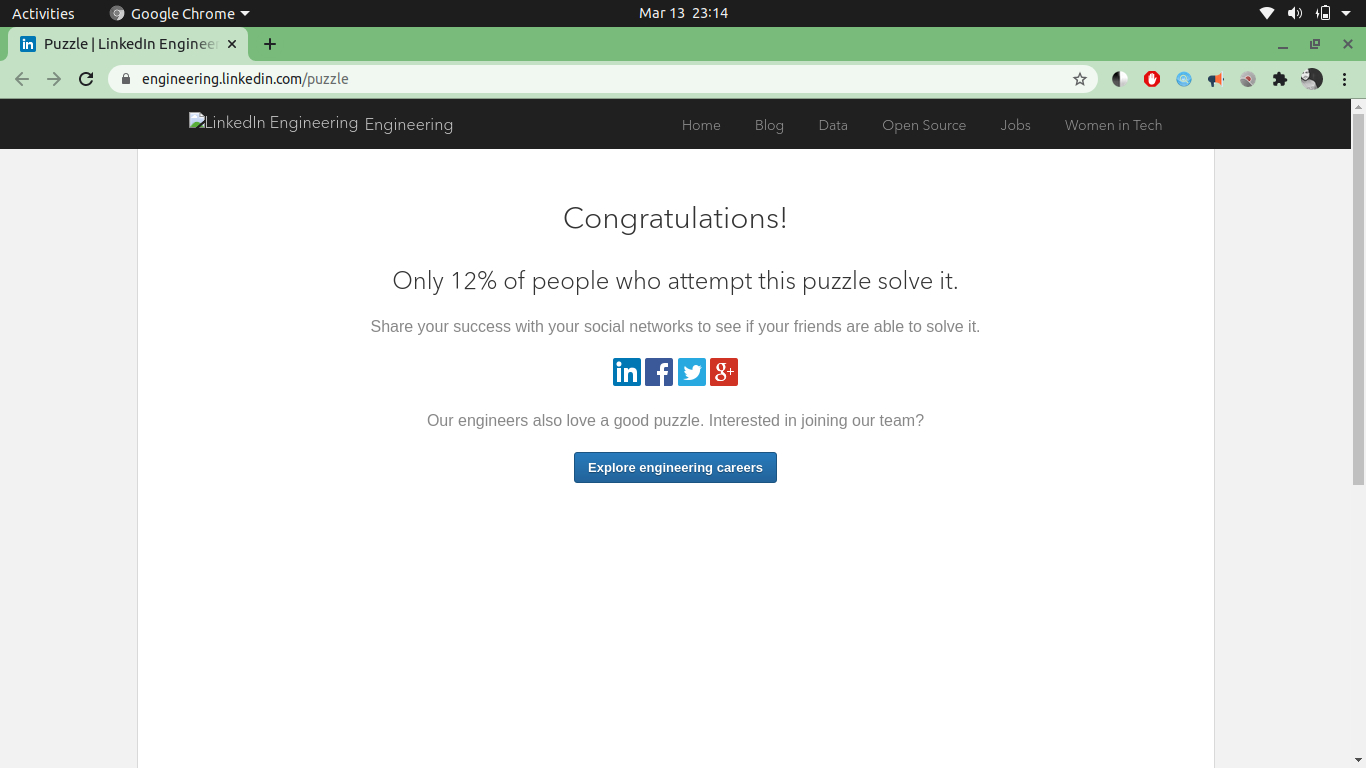 Activities Google Chrome Mar 13 23:14
Puzzle | LinkedIn Engineer
engineering.linkedin.com/puzzle
LinkedIn Engineering Engineering Home Blog Data Open Source Jobs Women in Tech
Congratulations!
Only 12% of people who attempt this puzzle solve it.
Share your success with your social networks to see if your friends are able to solve it.
in f g+
Our engineers also love a good puzzle. Interested in joining our team?
Explore engineering careers